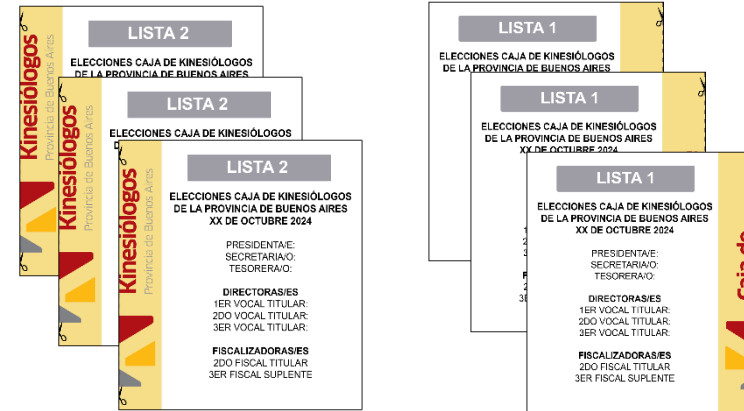 LISTA 2
ELECCIONES CAJA DE KINESIÓLOGOS
DE LA PROVINCIA DE BUENOS AIRES
Kinesiólogos
Provincia de Buenos Aires
LISTA 2
ELECCIONES CAJA DE KINESIÓLOGOS
Kinesiólogos
Provincia de Buenos Aires
LISTA 2
ELECCIONES CAJA DE KINESIÓLOGOS
DE LA PROVINCIA DE BUENOS AIRES
XX DE OCTUBRE 2024
PRESIDENTA/E:
SECRETARIA/O:
TESORERA/O:
DIRECTORAS/ES
1ER VOCAL TITULAR:
2DO VOCAL TITULAR:
3ER VOCAL TITULAR:
FISCALIZADORAS/ES
2DO FISCAL TITULAR
3ER FISCAL SUPLENTE
Kinesiólogos
Provincia de Buenos Aires
LISTA 1
ELECCIONES CAJA DE KINESIÓLOGOS
DE LA PROVINCIA DE BUENOS AIRES
LISTA 1
ELECCIONES CAJA DE KINESIÓLOGOS
DE LA PROVINCIA DE BUENOS AIRES
XX DE OCTUBRE 2024
LISTA 1
ELECCIONES CAJA DE KINESIÓLOGOS
DE LA PROVINCIA DE BUENOS AIRES
XX DE OCTUBRE 2024
PRESIDENTA/E:
SECRETARIA/O:
TESORERA/O:
DIRECTORAS/ES
1ER VOCAL TITULAR:
2DO VOCAL TITULAR:
3ER VOCAL TITULAR:
FISCALIZADORAS/ES
2DO FISCAL TITULAR
3ER FISCAL SUPLENTE